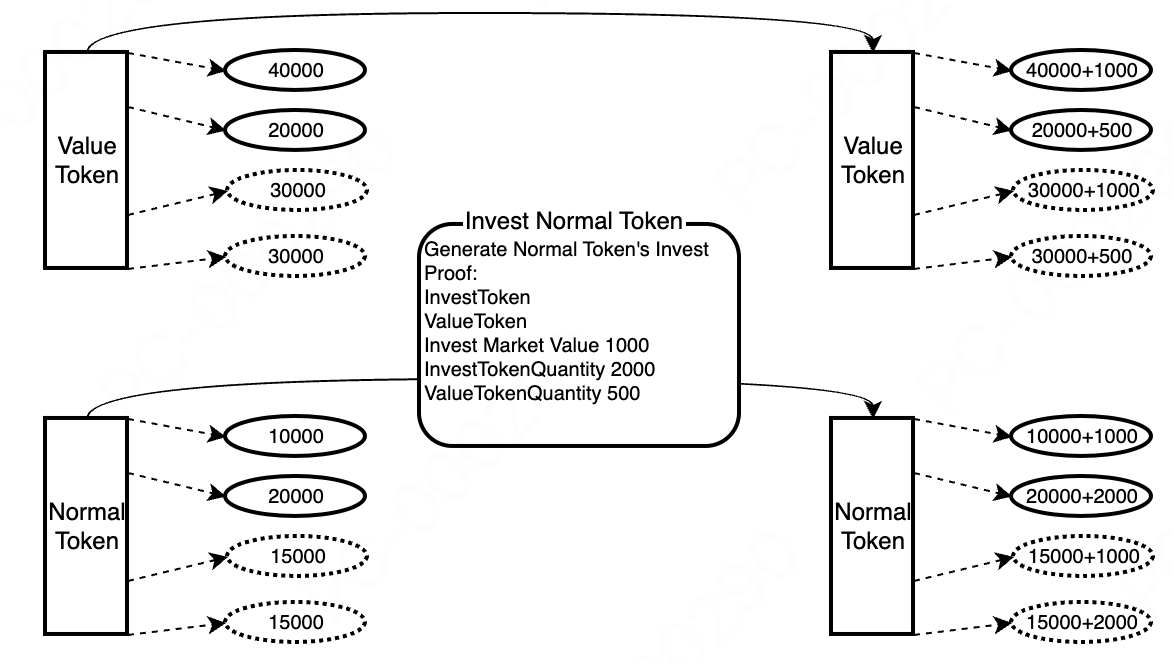 Value
Token
40000
20000
30000
30000
Value
Token
40000+1000
20000+500
30000+1000
30000+500
Invest Normal Token
Generate Normal Token's Invest
Proof:
InvestToken
ValueToken
Invest Market Value 1000
InvestTokenQuantity 2000
ValueTokenQuantity 500
Normal
Token
10000
20000
15000
15000
Normal
Token
10000+1000
20000+2000
15000+1000
15000+2000